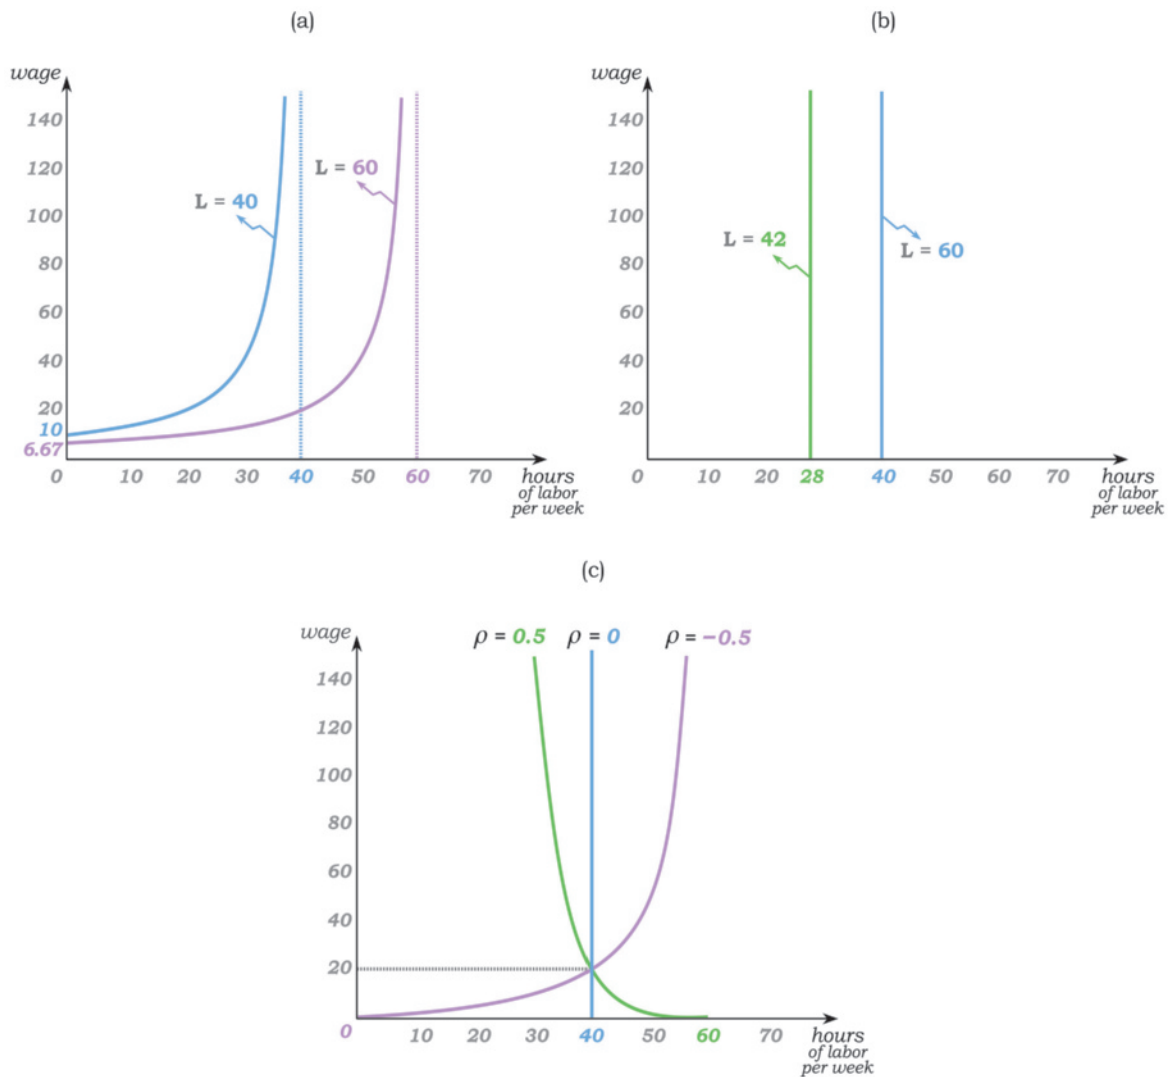 (a)
wage
140
120
100
80
60
40
20
10
6.67
L = 40
L = 60
0 10 20 30 40 50 60 70 hours
of labor
per week
(b)
wage
140
120
100
80
60
40
20
L = 42
L = 60
0 10 20 28 40 50 60 70 hours
of labor
per week
(c)
wage
ρ = 0.5 ρ = 0 ρ = −0.5
140
120
100
80
60
40
20
0 10 20 30 40 50 60 70 hours
of labor
per week